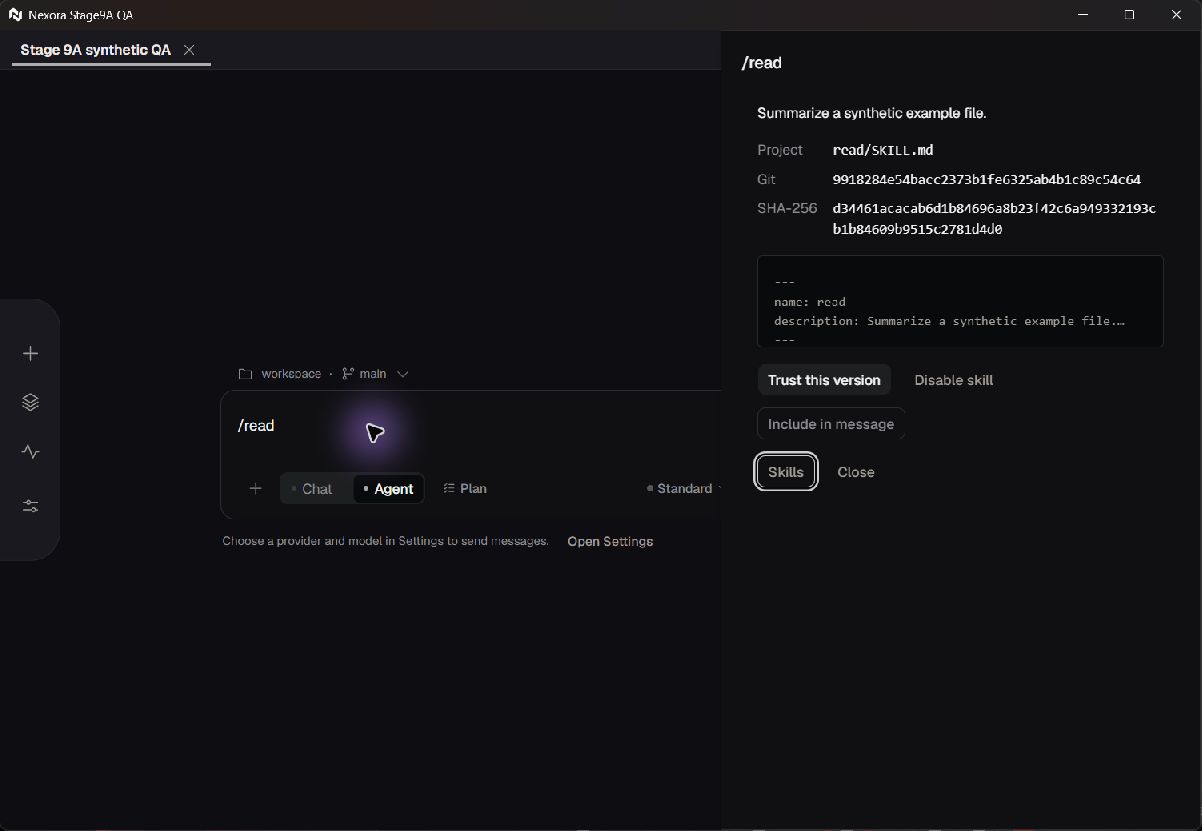 Nexora Stage9A QA
Stage 9A synthetic QA
/read
Summarize a synthetic example file.
Project read/SKILL.md
Git 9918284e54bacc2373b1fe6325ab4b1c89c54c64
SHA-256 d34461acacab6d1b84696a8b23f42c6a949332193c
b1b84609b9515c2781d4d0
---
name: read
description: Summarize a synthetic example file.…
---
Trust this version Disable skill
Include in message
Skills Close
workspace · main
/read
Chat Agent Plan Standard
Choose a provider and model in Settings to send messages. Open Settings